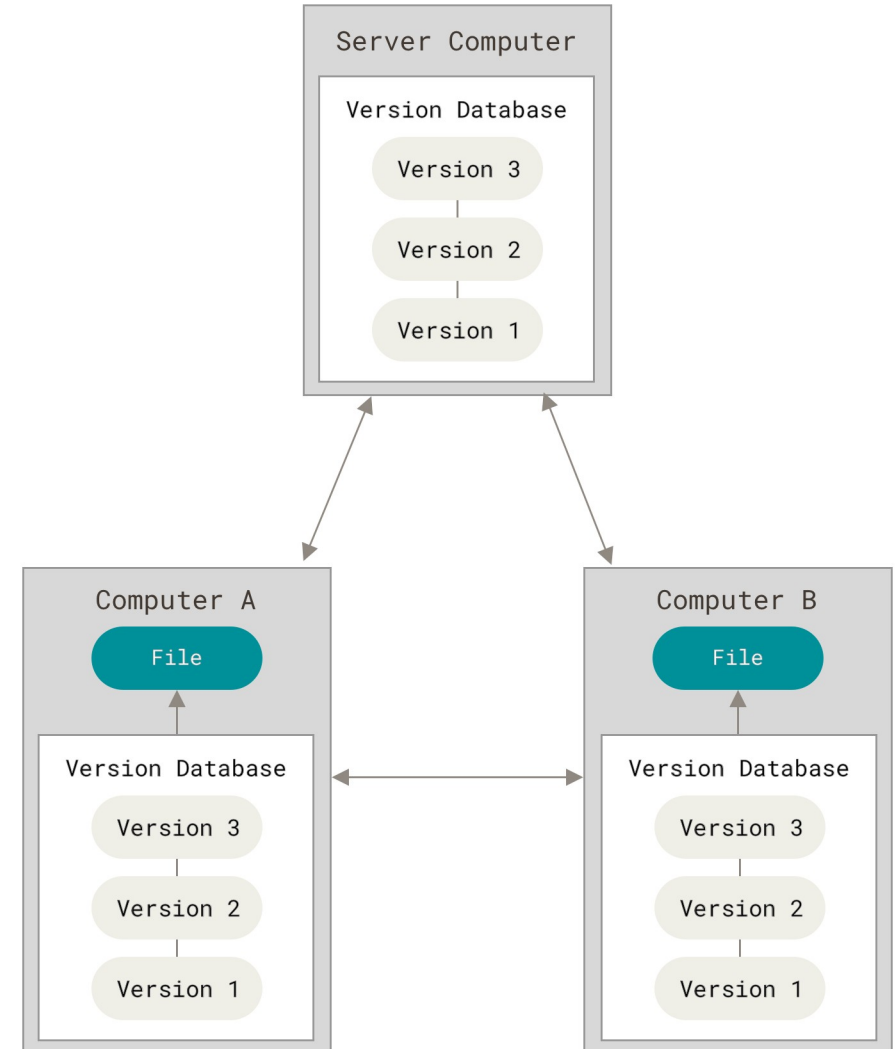 Server Computer
Version Database
Version 3
Version 2
Version 1
Computer A
File
Version Database
Version 3
Version 2
Version 1
Computer B
File
Version Database
Version 3
Version 2
Version 1